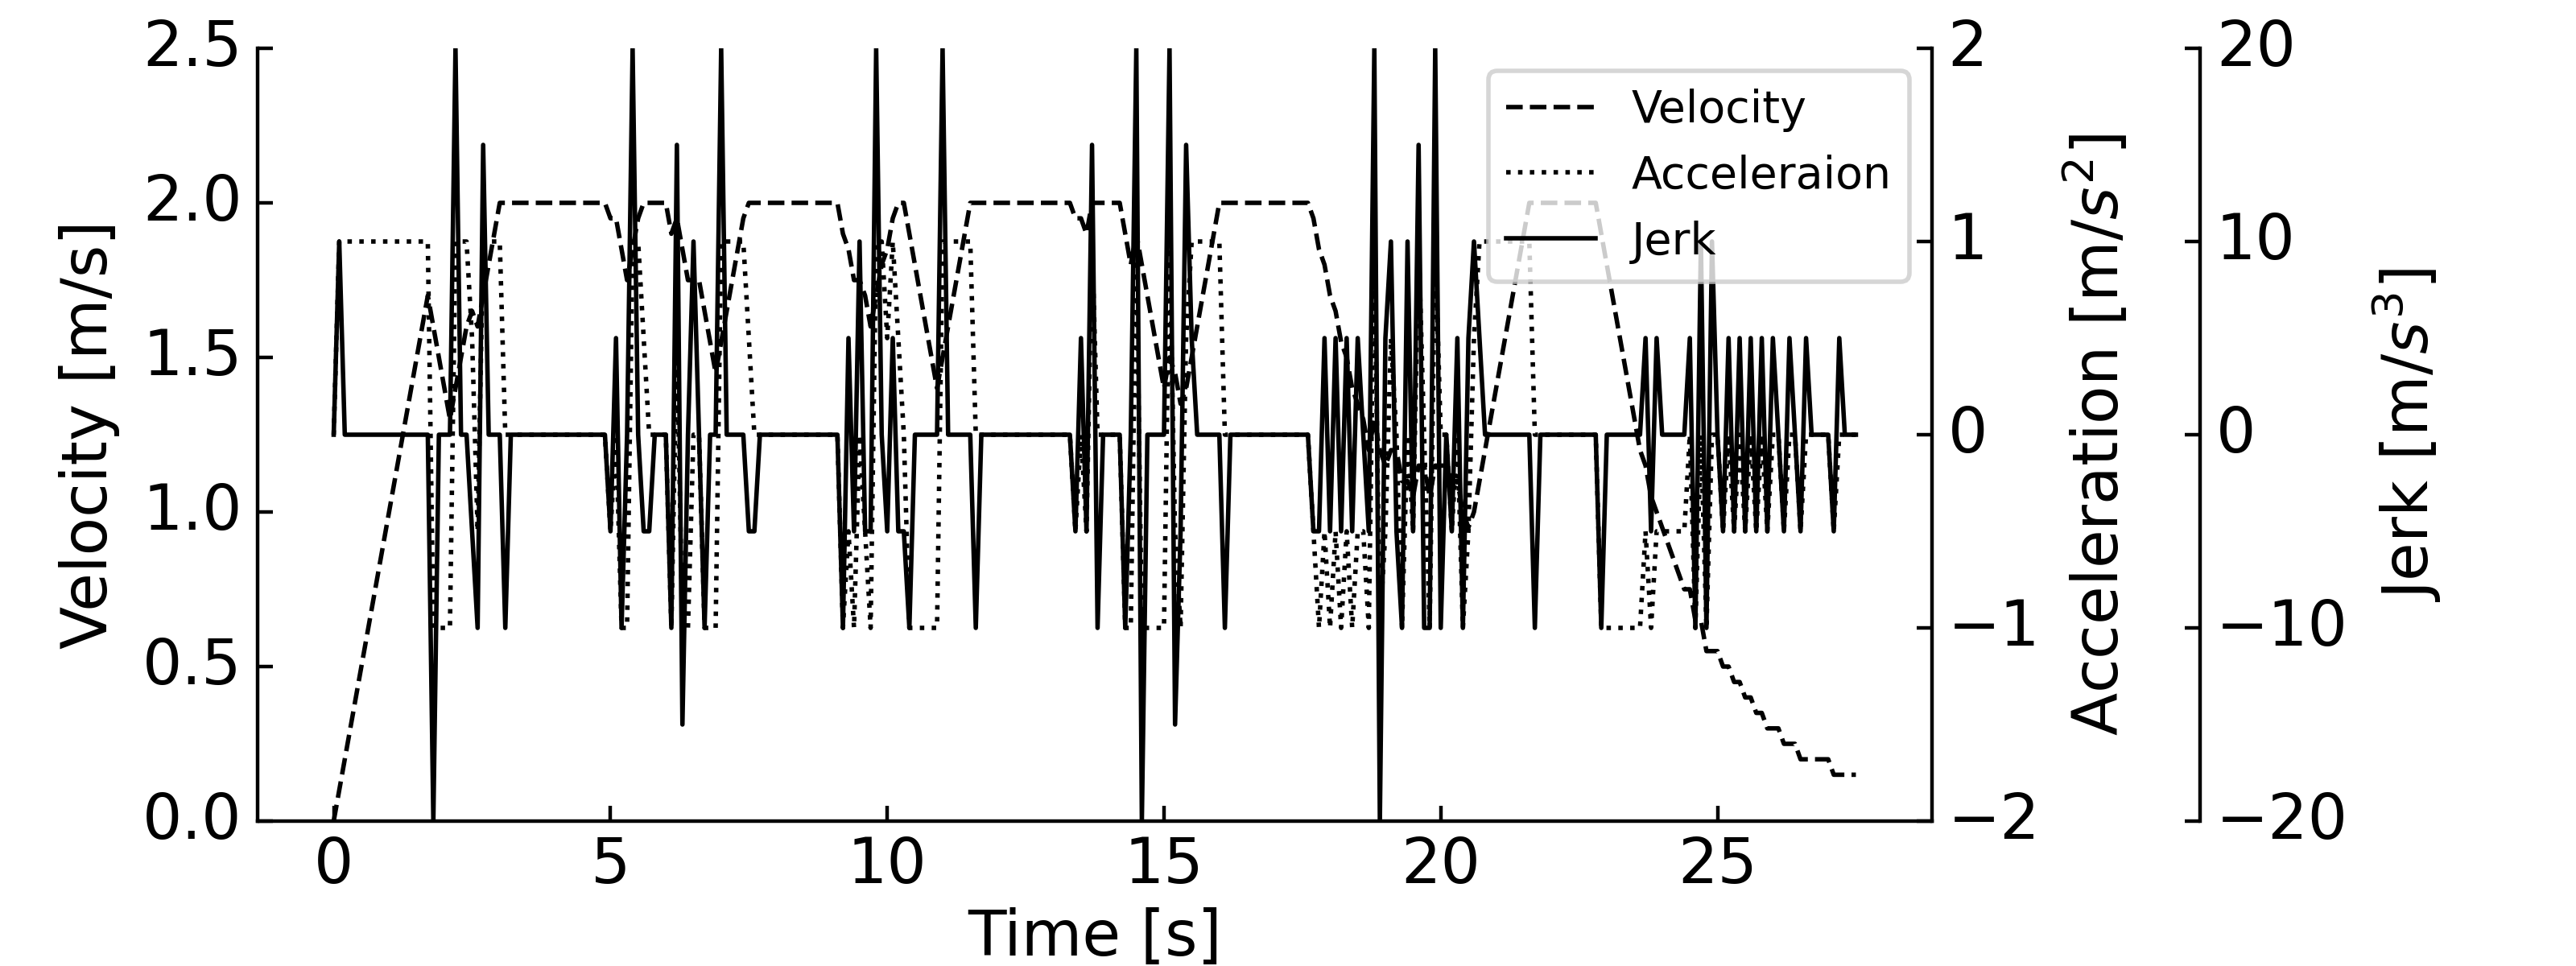 Velocity [m/s]
2.5
2.0
1.5
1.0
0.5
0.0
0 5 10 15 20 25
Time [s]
Velocity
Acceleraion
Jerk
2
1
0
−1
−2
Acceleration [m/s²]
20
10
0
−10
−20
Jerk [m/s³]